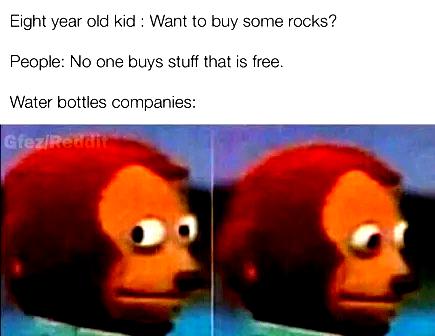 Eight year old kid : Want to buy some rocks?
People: No one buys stuff that is free.
Water bottles companies:
Gfez/Reddit